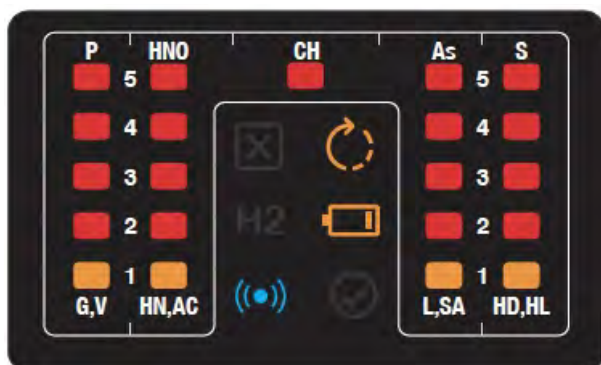 P HNO CH As S
5 5
4 4
3 3
H2
2 2
1 1
G,V HN,AC L,SA HD,HL